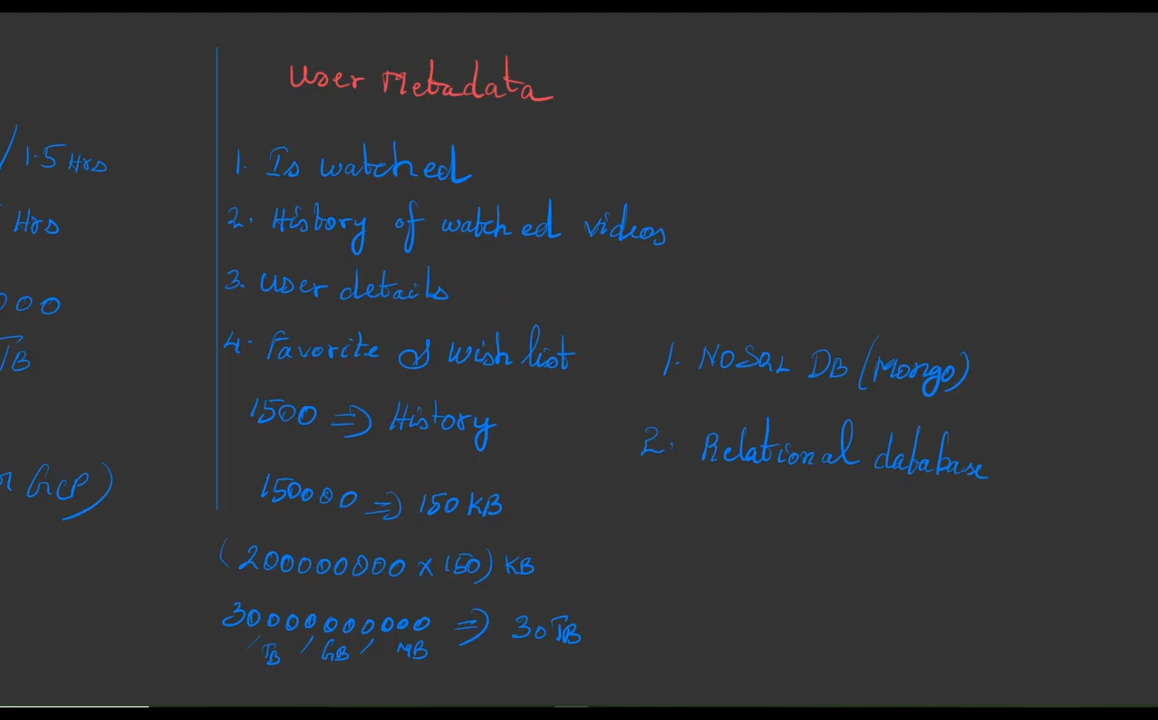 User Metadata
/ 1.5 Hrs
Hrs
000
TB
GCP)
1. Is watched
2. History of watched videos
3. User details
4. Favorite & wish list
1500 => History
150000 => 150 KB
(200000000 x 150) KB
30000000000 => 30 TB
/ TB / GB / MB
1. NOSQL DB (Mongo)
2. Relational database